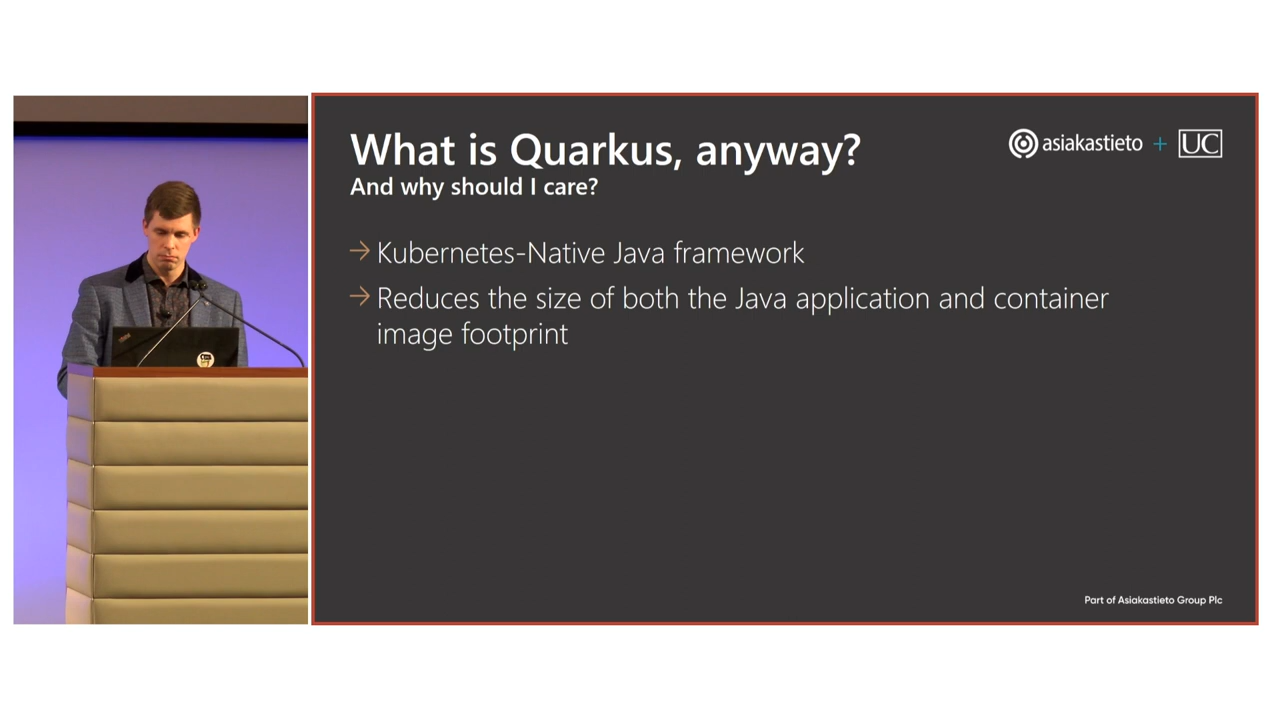 What is Quarkus, anyway?
And why should I care?
asiakastieto + UC
→ Kubernetes-Native Java framework
→ Reduces the size of both the Java application and container
image footprint
Part of Asiakastieto Group Plc